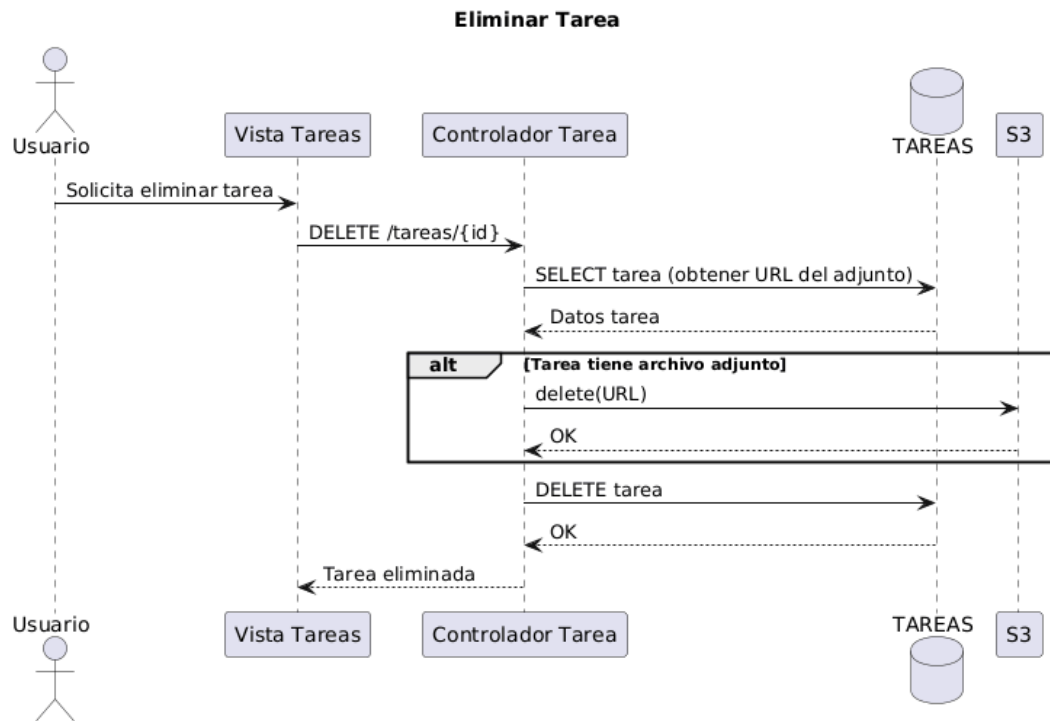 Eliminar Tarea
Usuario
Vista Tareas
Controlador Tarea
TAREAS
S3
Solicita eliminar tarea
DELETE /tareas/{id}
SELECT tarea (obtener URL del adjunto)
Datos tarea
alt
[Tarea tiene archivo adjunto]
delete(URL)
OK
DELETE tarea
OK
Tarea eliminada
Usuario
Vista Tareas
Controlador Tarea
TAREAS
S3